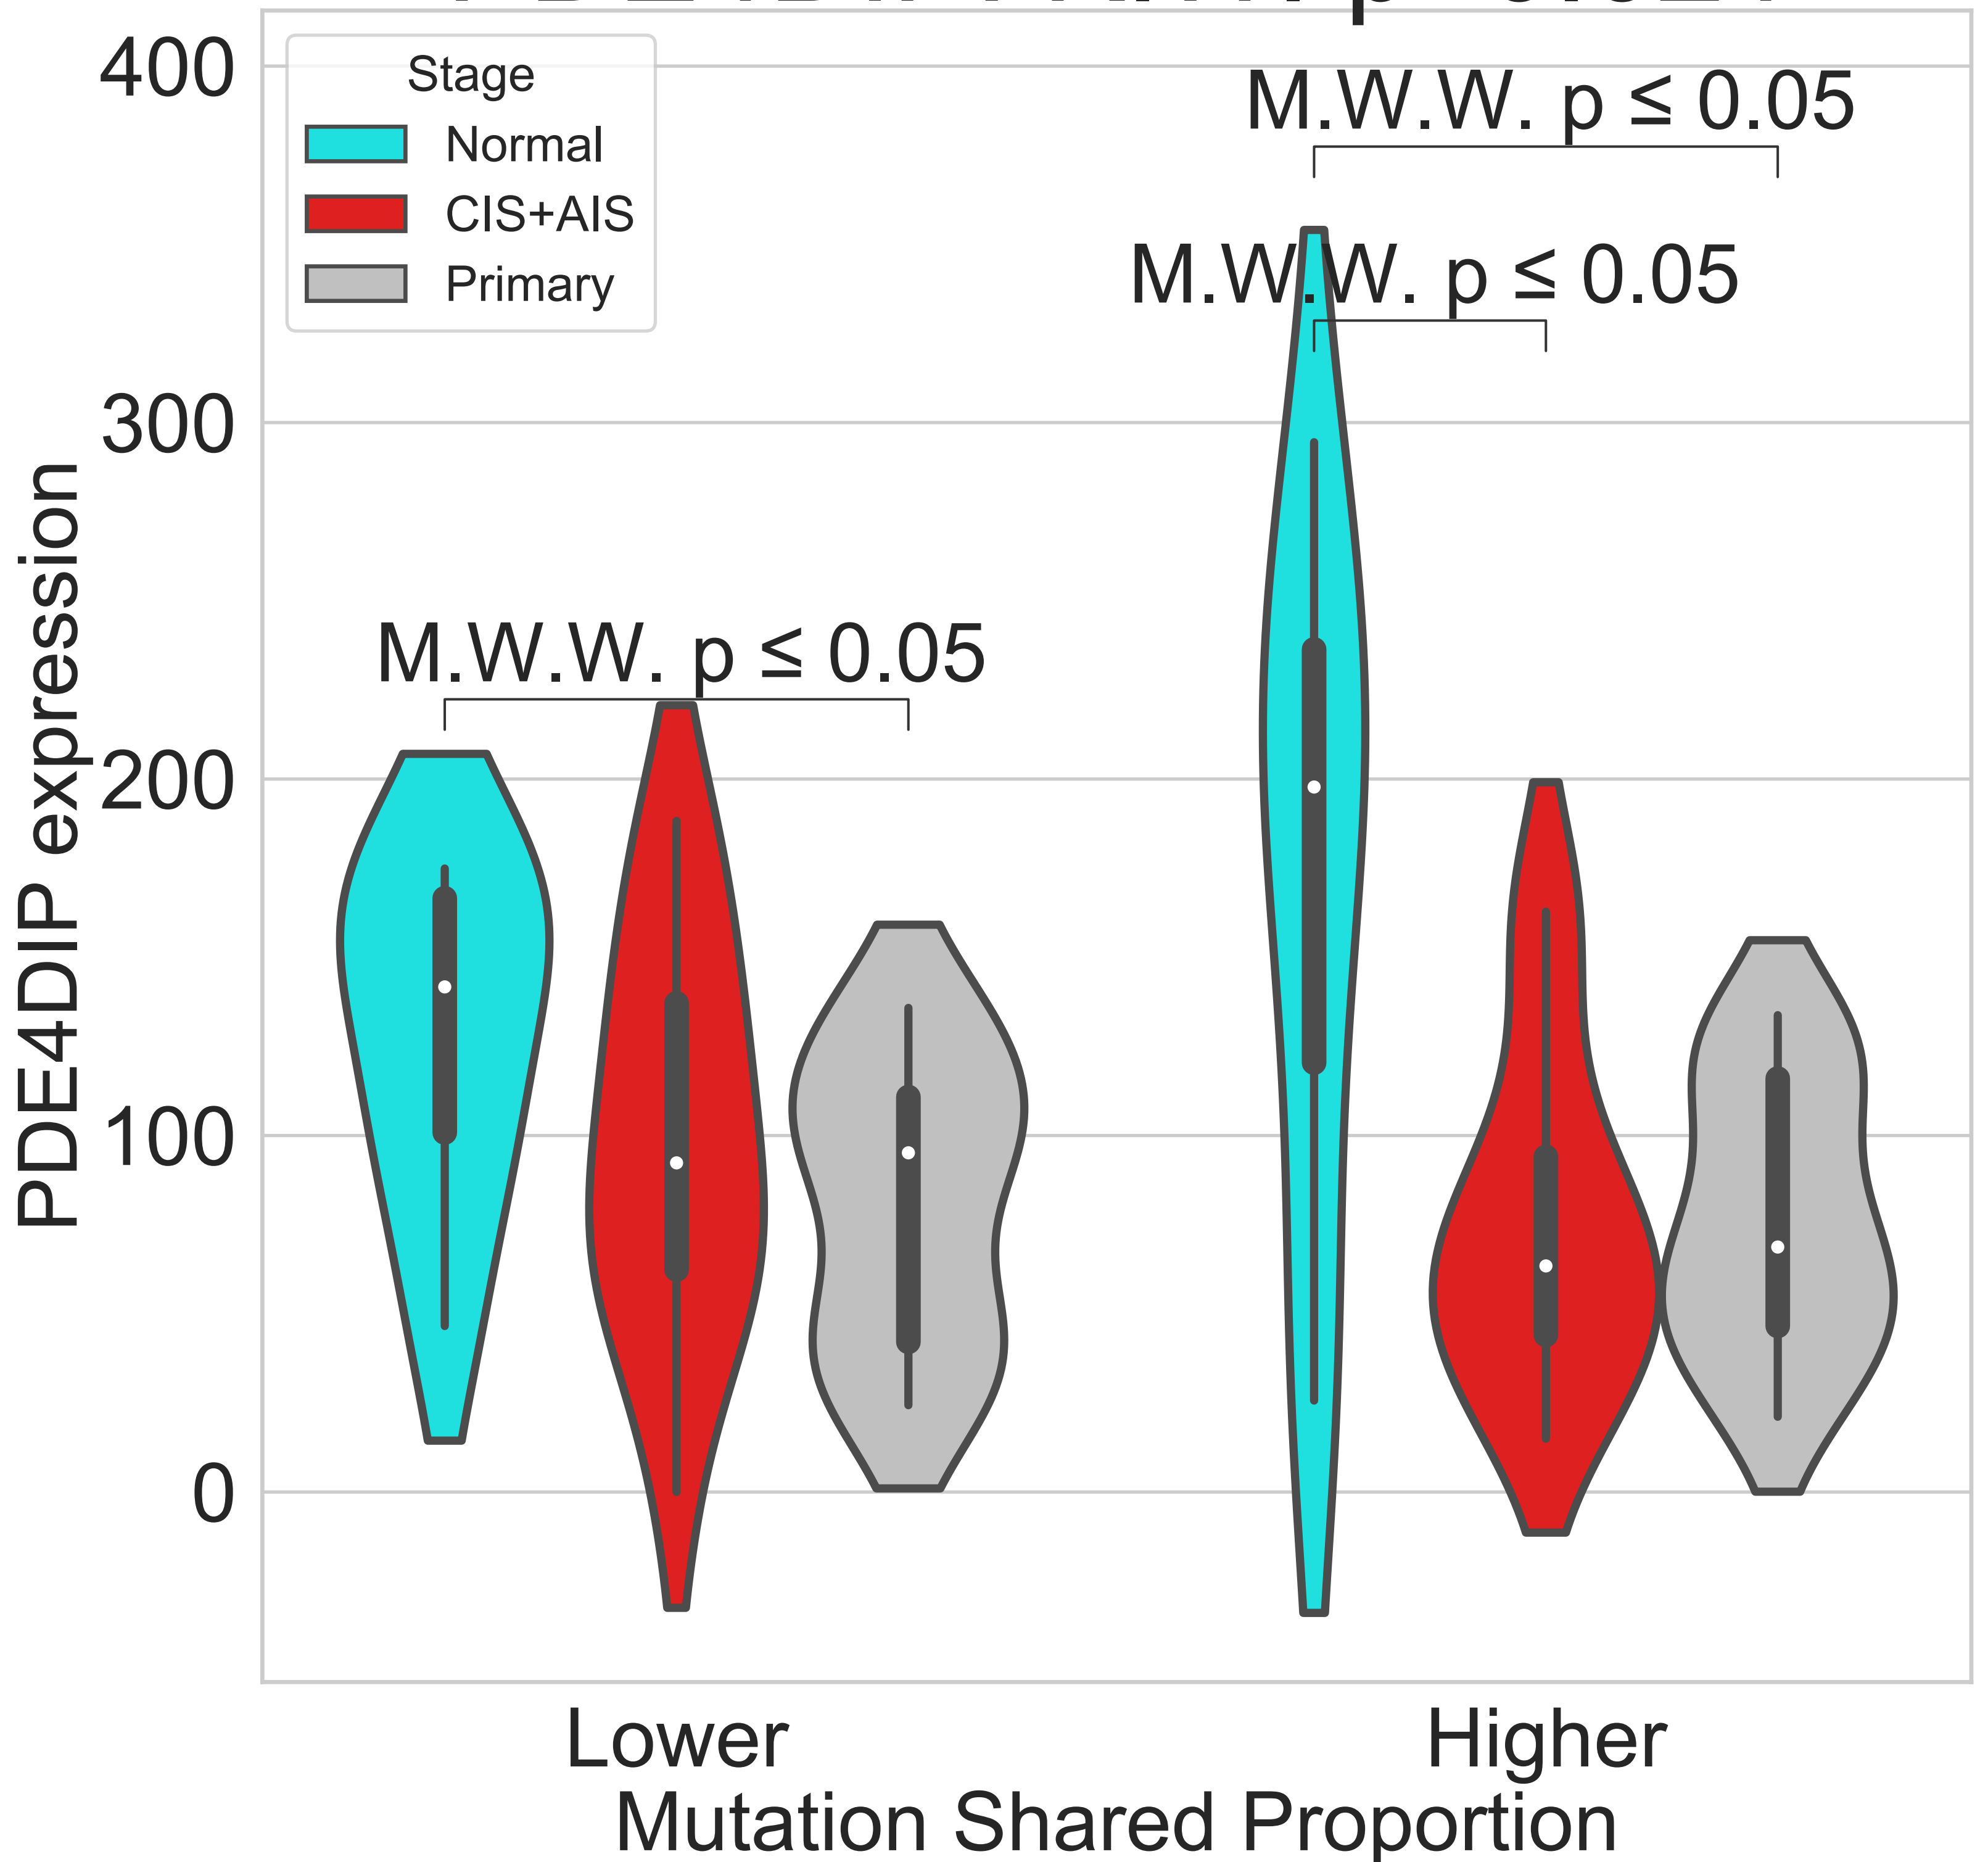 400
300
200
100
0
PDE4DIP expression
Stage
Normal
CIS+AIS
Primary
M.W.W. p ≤ 0.05
M.W.W. p ≤ 0.05
M.W.W. p ≤ 0.05
Lower
Higher
Mutation Shared Proportion